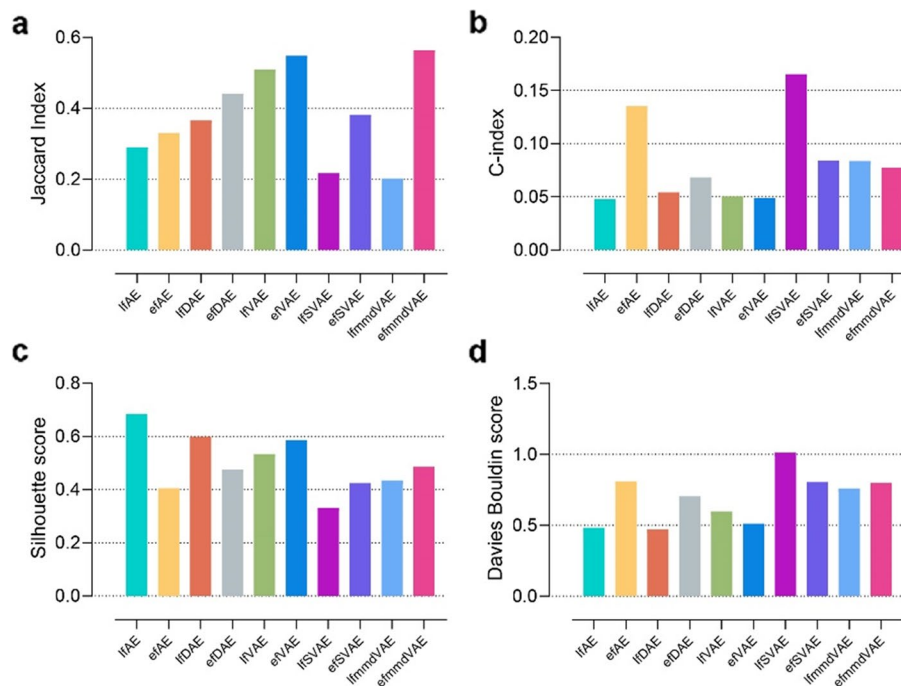 a
Jaccard Index
0.6
0.4
0.2
0.0
lfAE
efAE
lfDAE
efDAE
lfVAE
efVAE
lfSVAE
efSVAE
lfmmdVAE
efmmdVAE
b
C-index
0.20
0.15
0.10
0.05
0.00
lfAE
efAE
lfDAE
efDAE
lfVAE
efVAE
lfSVAE
efSVAE
lfmmdVAE
efmmdVAE
c
Silhouette score
0.8
0.6
0.4
0.2
0.0
lfAE
efAE
lfDAE
efDAE
lfVAE
efVAE
lfSVAE
efSVAE
lfmmdVAE
efmmdVAE
d
Davies Bouldin score
1.5
1.0
0.5
0.0
lfAE
efAE
lfDAE
efDAE
lfVAE
efVAE
lfSVAE
efSVAE
lfmmdVAE
efmmdVAE